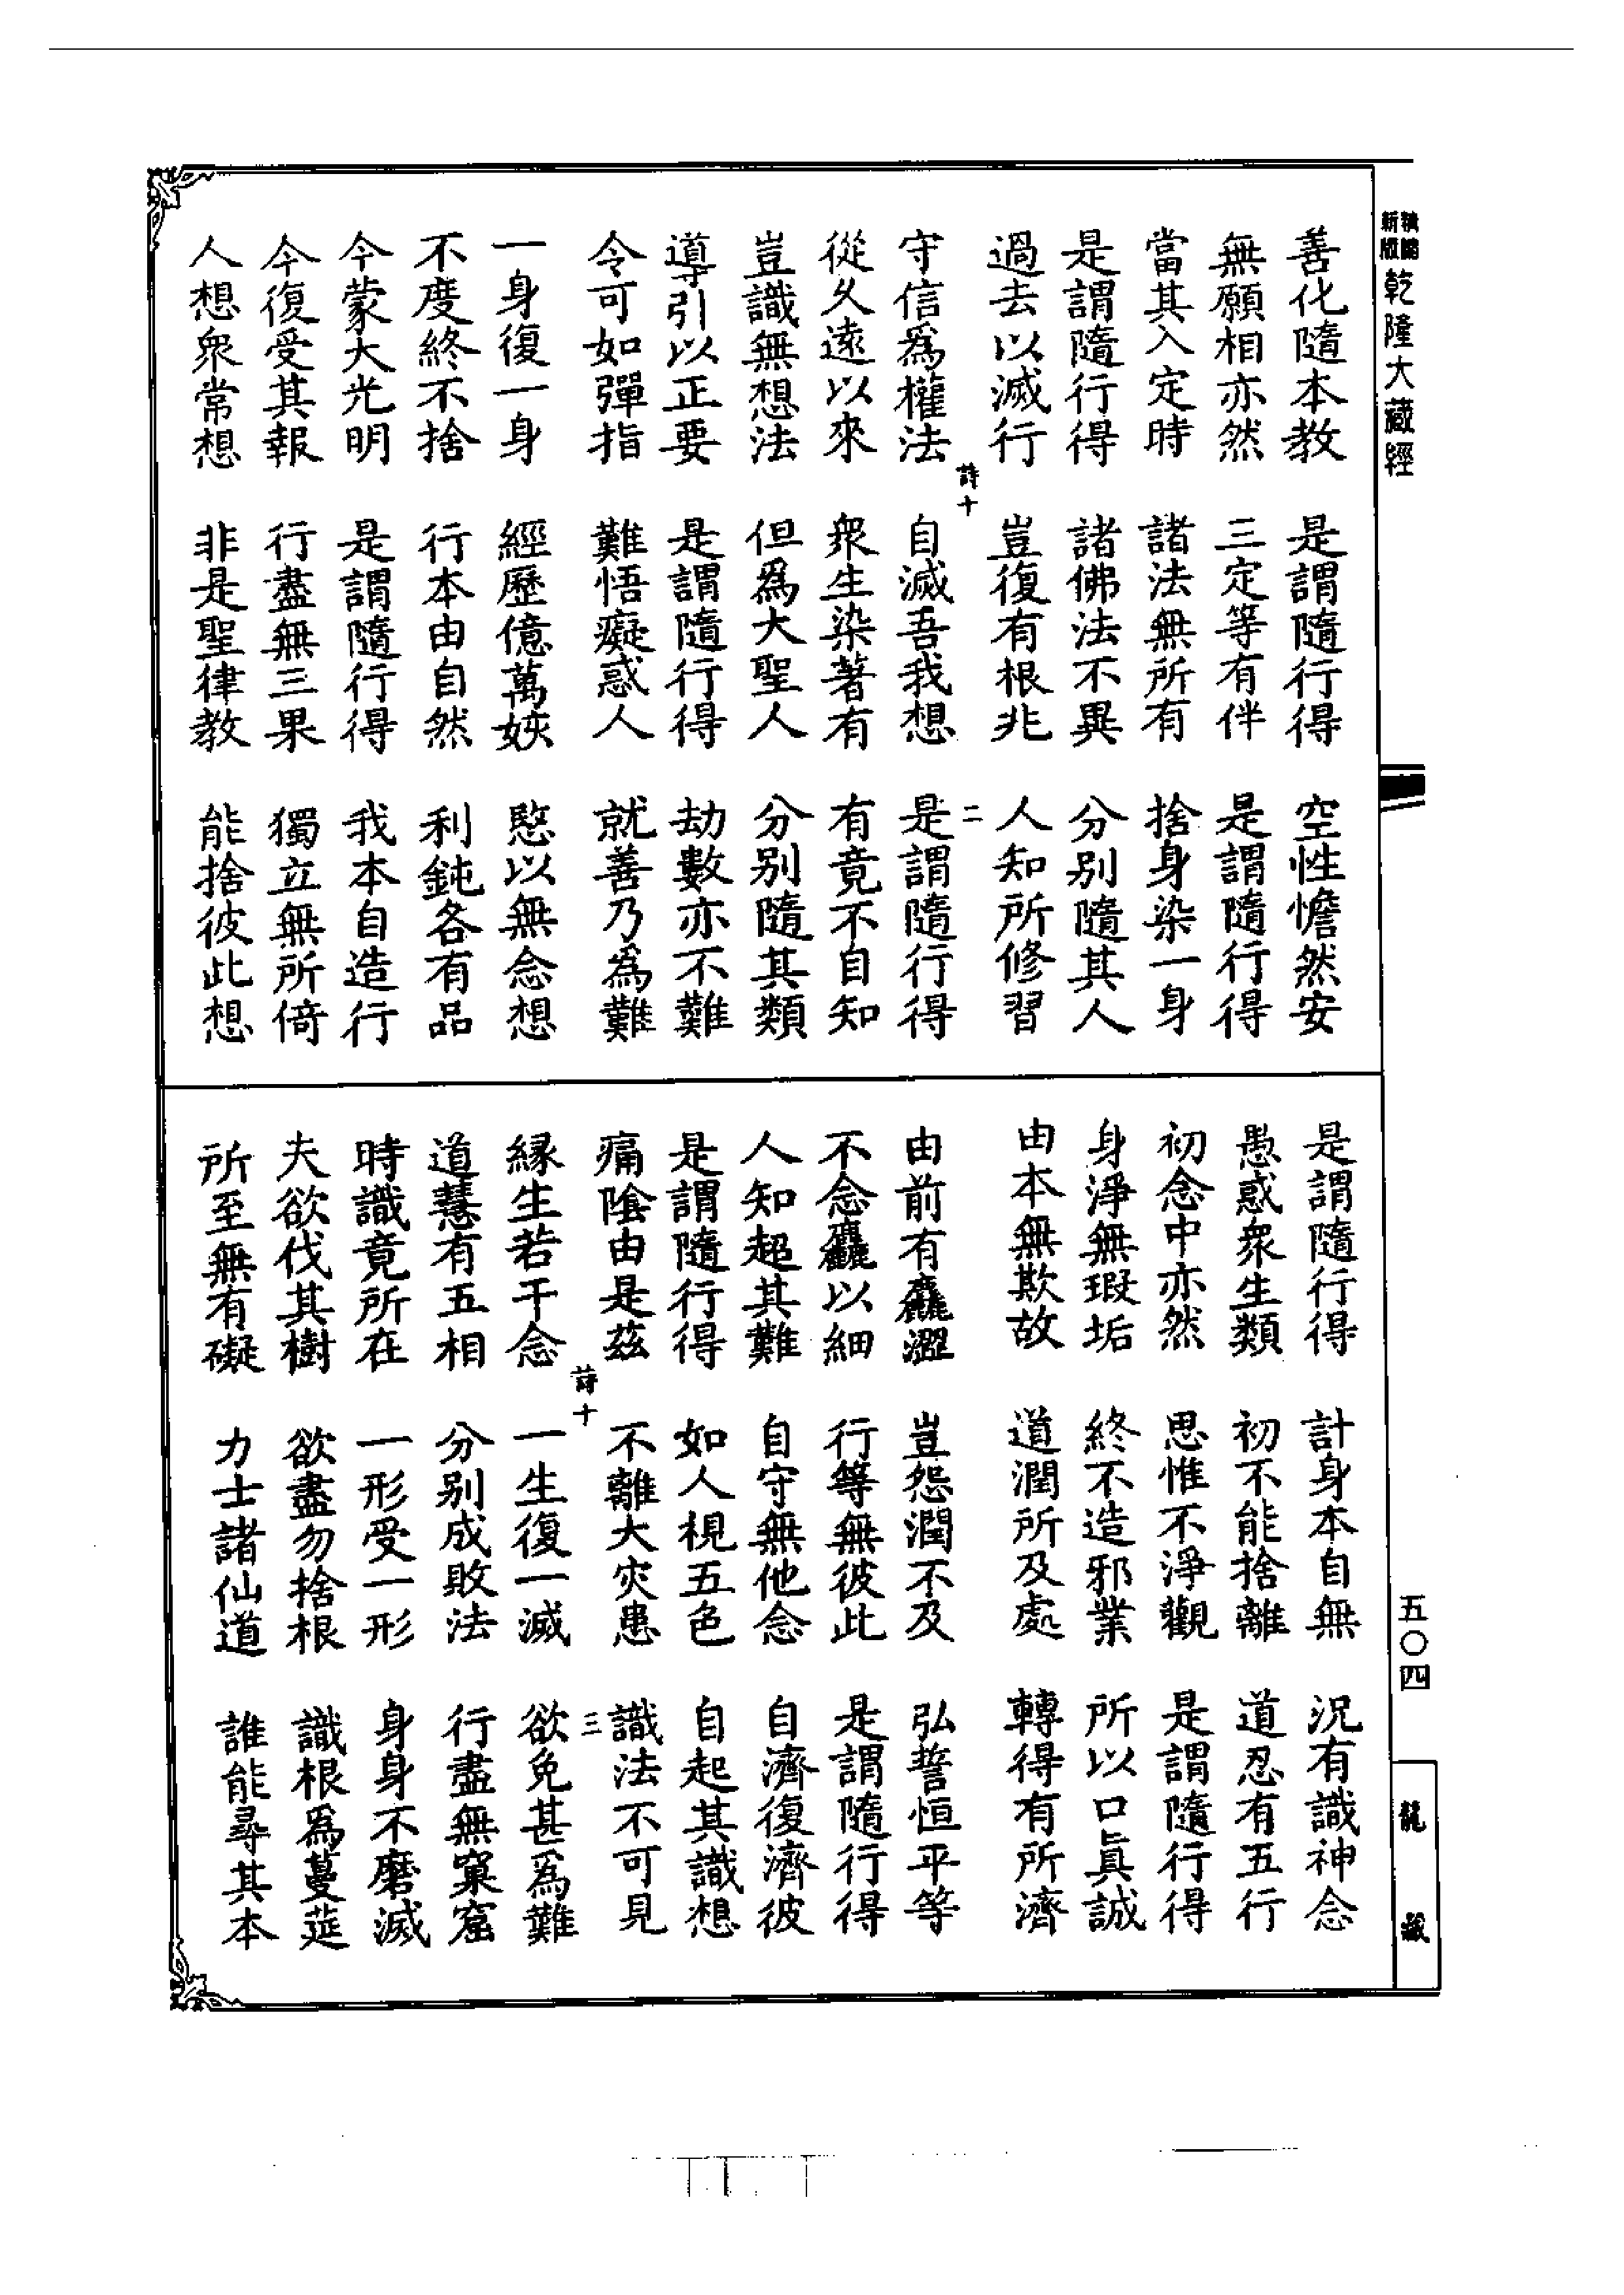 新版
精縮
乾隆大藏經
善化隨本教 是謂隨行得 空性憺然安
無願相亦然 三定等有伴 是謂隨行得
當其入定時 諸法無所有 捨身染一身
是謂隨行得 諸佛法不異 分別隨其人
過去以滅行 豈復有根兆 人知所修習
詩十 二
守信爲權法 自滅吾我想 是謂隨行得
從久遠以來 衆生染著有 有竟不自知
豈識無想法 但爲大聖人 分別隨其類
導引以正要 是謂隨行得 劫數亦不難
令可如彈指 難悟癡惑人 就善乃爲難
一身復一身 經歷億萬姟 愍以無念想
不度終不捨 行本由自然 利鈍各有品
今蒙大光明 是謂隨行得 我本自造行
今復受其報 行盡無三果 獨立無所倚
人想衆常想 非是聖律教 能捨彼此想
是謂隨行得 計身本自無 況有識神念
愚惑衆生類 初不能捨離 道忍有五行
初念中亦然 思惟不淨觀 是謂隨行得
身淨無瑕垢 終不造邪業 所以口眞誠
由本無欺故 道潤所及處 轉得有所濟
由前有麤澀 豈怨潤不及 弘誓恒平等
不念麤以細 行等無彼此 是謂隨行得
人知超其難 自守無他念 自濟復濟彼
是謂隨行得 如人視五色 自起其識想
痛陰由是茲 不離大灾患 識法不可見
詩十 三
縁生若干念 一生復一滅 欲免甚爲難
道慧有五相 分別成敗法 行盡無窠窟
時識竟所在 一形受一形 身身不磨滅
夫欲伐其樹 欲盡勿捨根 識根爲蔓莚
所至無有礙 力士諸仙道 誰能尋其本
五〇四
龍藏